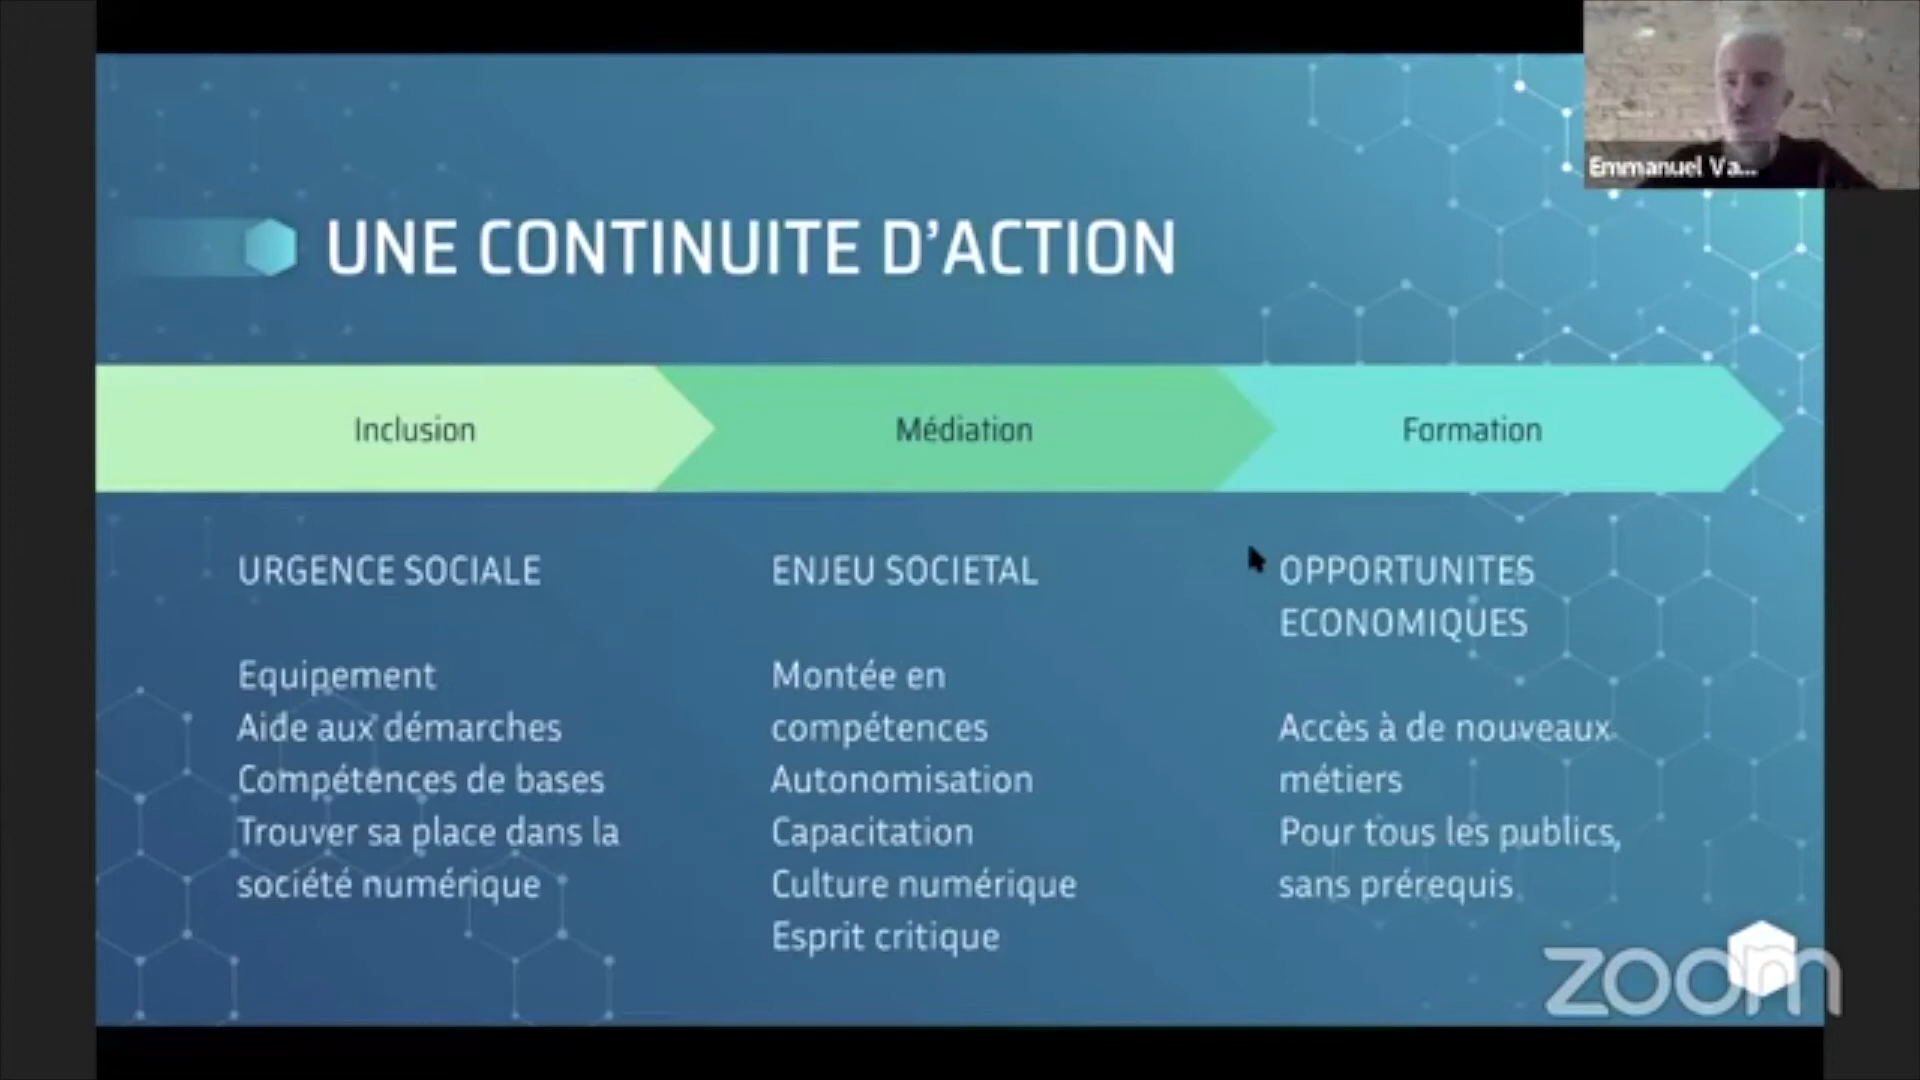 Emmanuel Va...
UNE CONTINUITE D’ACTION
Inclusion
Médiation
Formation
URGENCE SOCIALE
Equipement
Aide aux démarches
Compétences de bases
Trouver sa place dans la
société numérique
ENJEU SOCIETAL
Montée en
compétences
Autonomisation
Capacitation
Culture numérique
Esprit critique
OPPORTUNITES
ECONOMIQUES
Accès à de nouveaux
métiers
Pour tous les publics,
sans prérequis
zoom